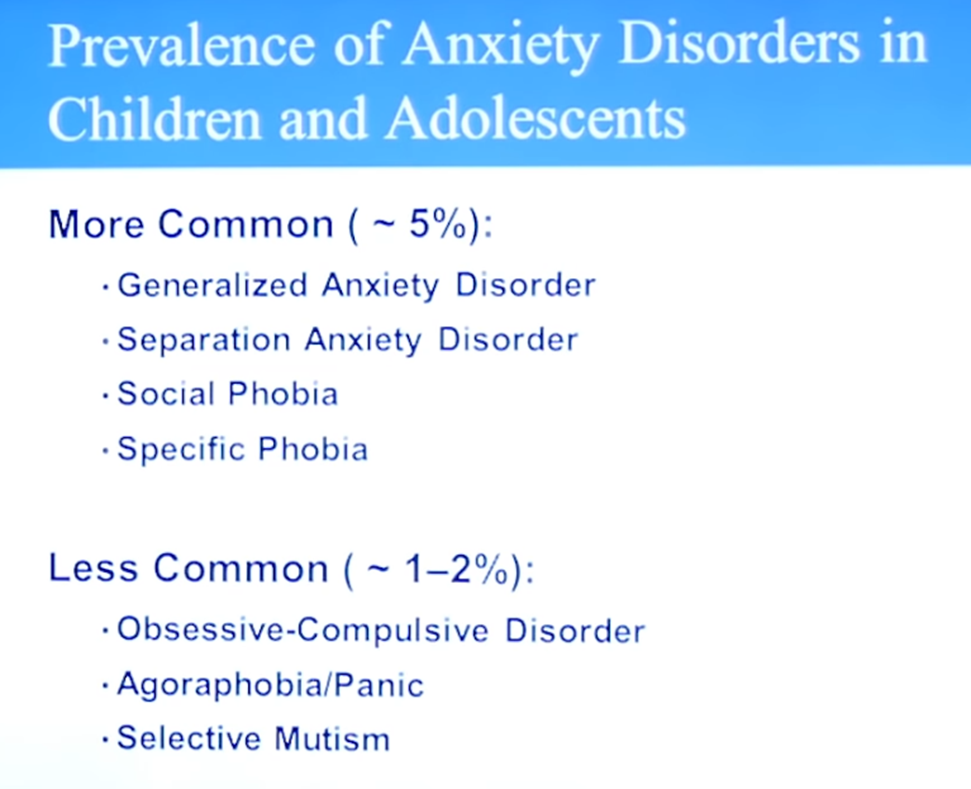 Prevalence of Anxiety Disorders in
Children and Adolescents
More Common ( ~ 5%):
· Generalized Anxiety Disorder
· Separation Anxiety Disorder
· Social Phobia
· Specific Phobia
Less Common ( ~ 1–2%):
· Obsessive-Compulsive Disorder
· Agoraphobia/Panic
· Selective Mutism